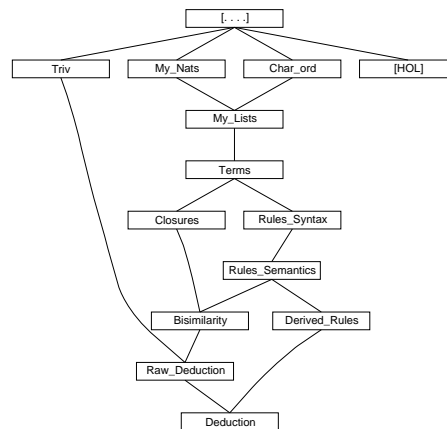 [. . . .]
Triv
My_Nats
Char_ord
[HOL]
My_Lists
Terms
Closures
Rules_Syntax
Rules_Semantics
Bisimilarity
Derived_Rules
Raw_Deduction
Deduction